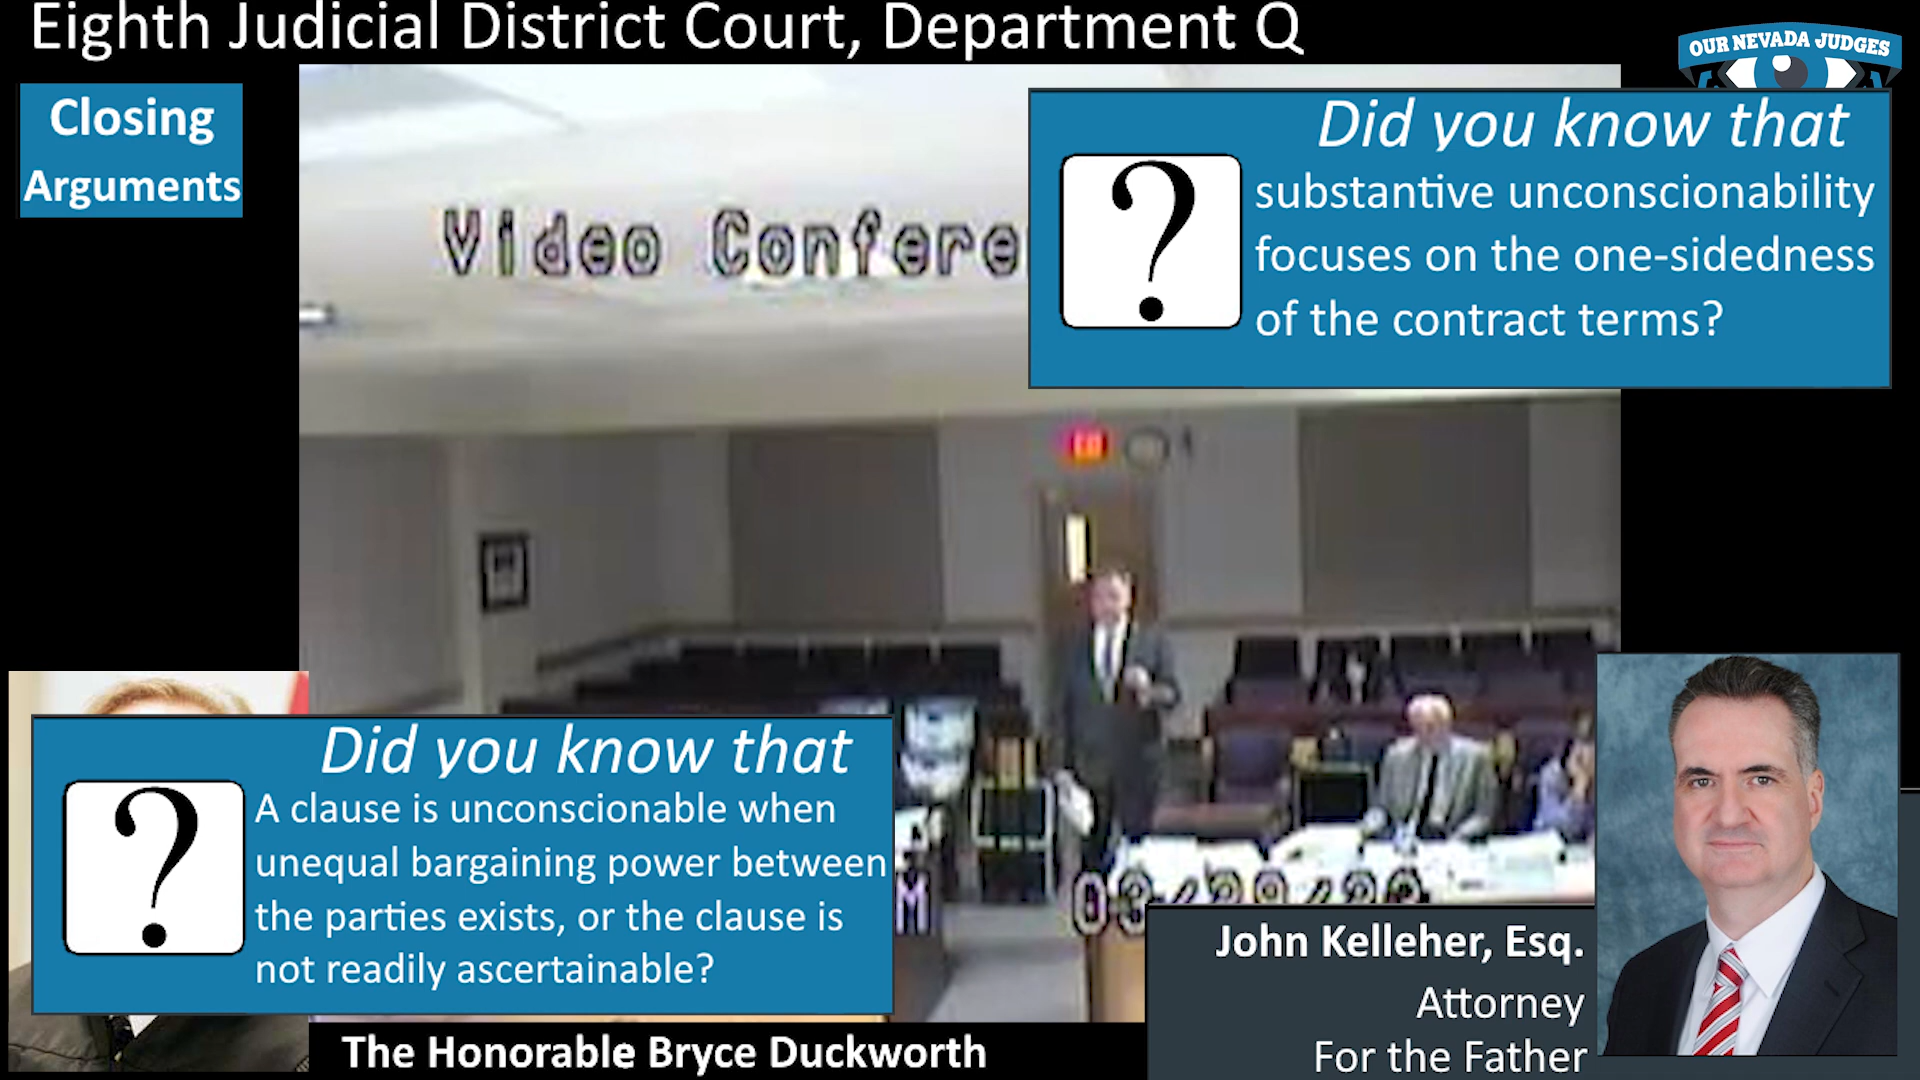 Eighth Judicial District Court, Department Q
OUR NEVADA JUDGES
Closing
Arguments
Did you know that
substantive unconscionability
focuses on the one-sidedness
of the contract terms?
?
Video Confere
Did you know that
A clause is unconscionable when
unequal bargaining power between
the parties exists, or the clause is
not readily ascertainable?
?
M
John Kelleher, Esq.
Attorney
For the Father
The Honorable Bryce Duckworth